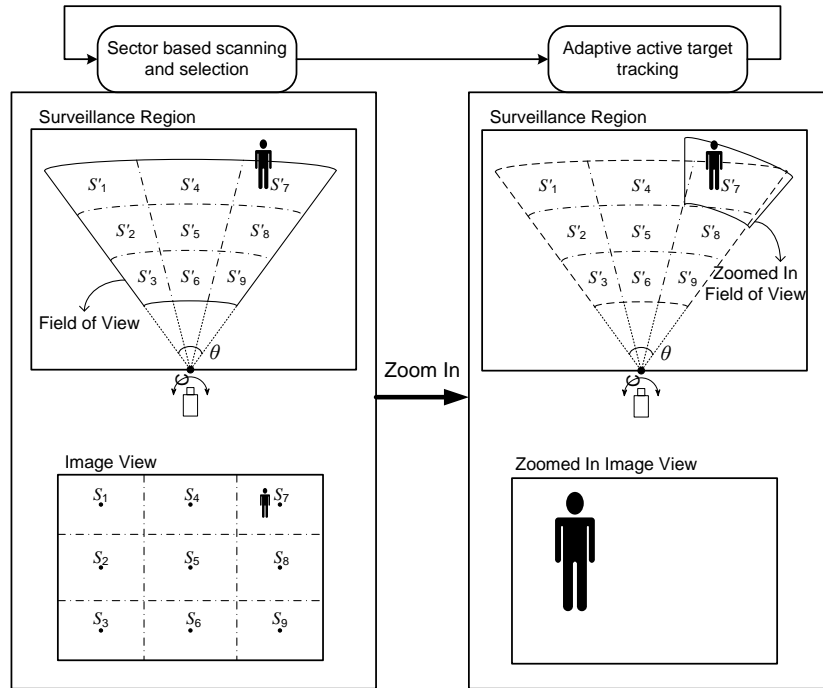 Sector based scanning
and selection
Adaptive active target
tracking
Surveillance Region
S'1 S'4 S'7
S'2 S'5 S'8
S'3 S'6 S'9
Field of View
θ
Zoom In
Image View
S1 S4 S7
S2 S5 S8
S3 S6 S9
Surveillance Region
S'1 S'4 S'7
S'2 S'5 S'8
S'3 S'6 S'9
Zoomed In
Field of View
θ
Zoomed In Image View